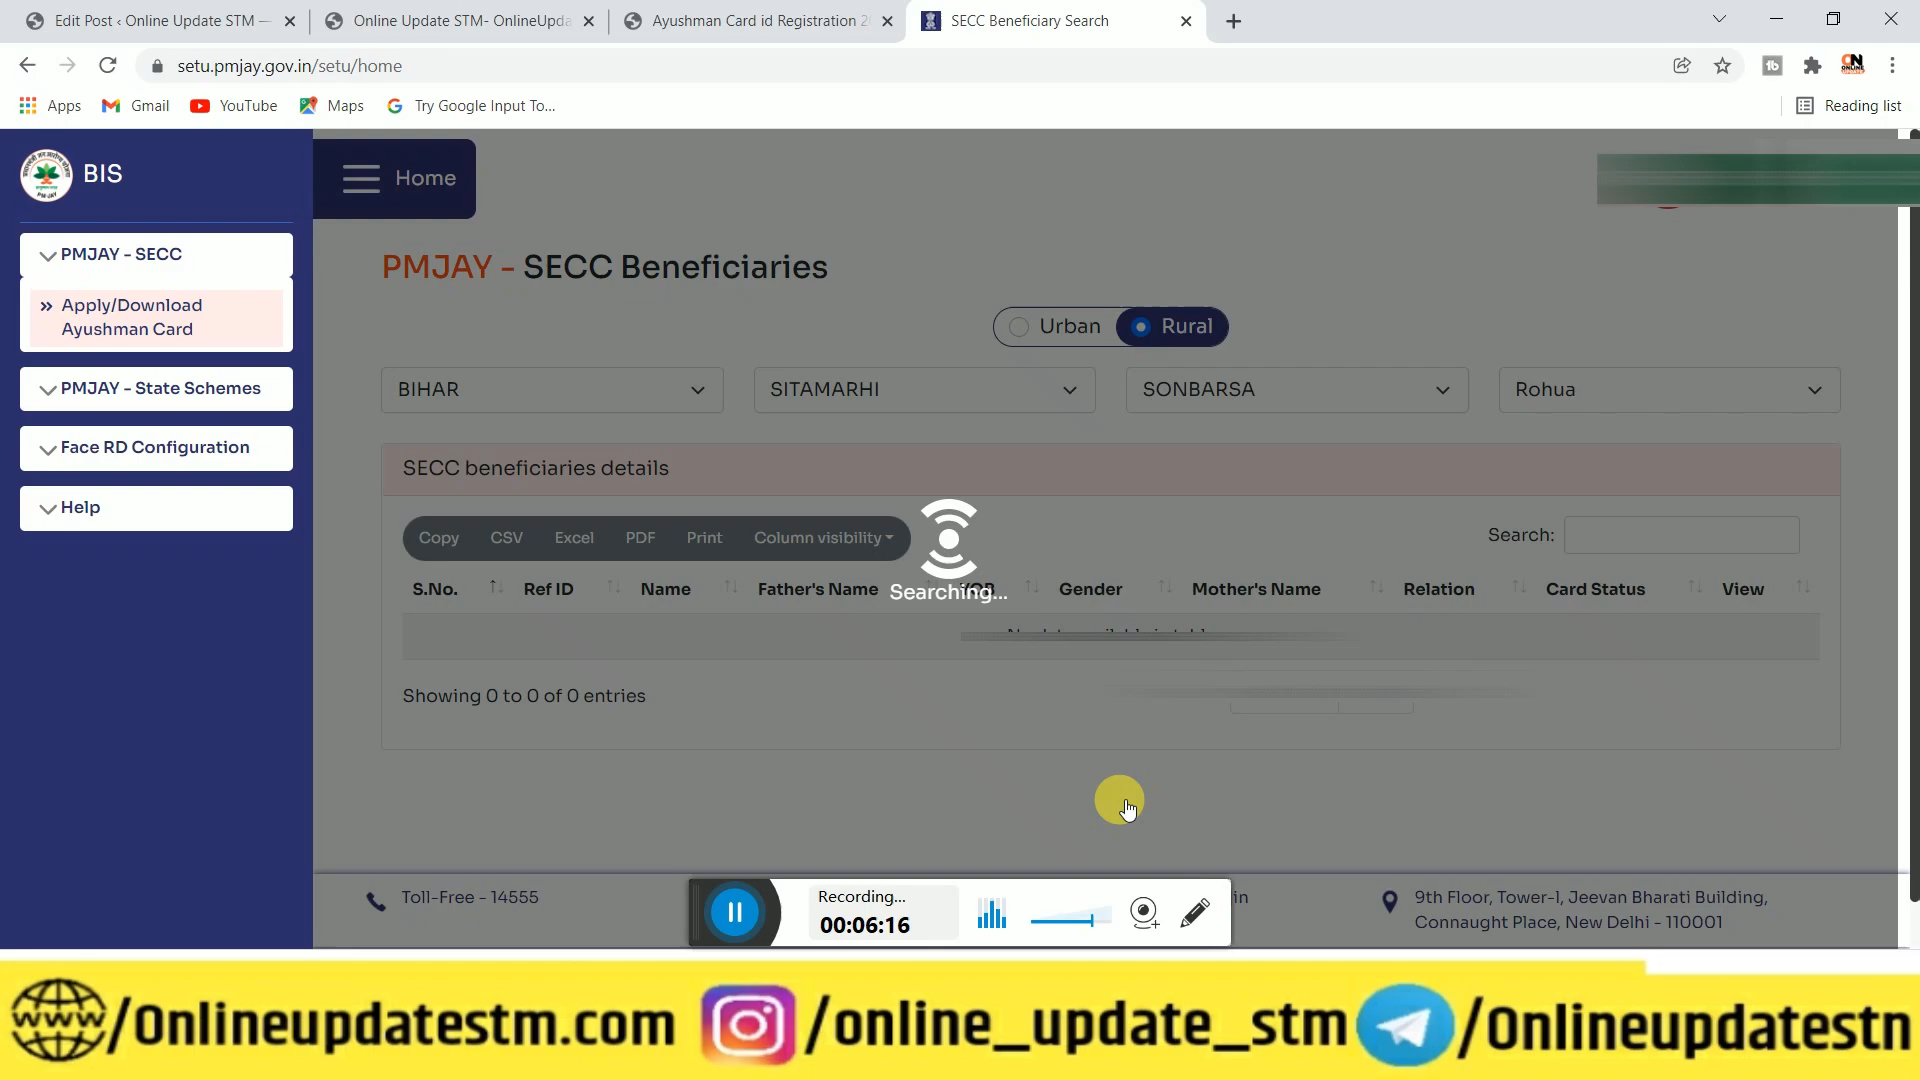 Edit Post ‹ Online Update STM —
Online Update STM- OnlineUpda
Ayushman Card id Registration 2
SECC Beneficiary Search
setu.pmjay.gov.in/setu/home
Apps
Gmail
YouTube
Maps
Try Google Input To...
Reading list
BIS
Home
PMJAY - SECC
Apply/Download
Ayushman Card
PMJAY - State Schemes
Face RD Configuration
Help
PMJAY - SECC Beneficiaries
Urban
Rural
BIHAR
SITAMARHI
SONBARSA
Rohua
SECC beneficiaries details
Copy
CSV
Excel
PDF
Print
Column visibility
Search:
S.No.
Ref ID
Name
Father's Name
YOB
Gender
Mother's Name
Relation
Card Status
View
Searching...
Showing 0 to 0 of 0 entries
Toll-Free - 14555
in
9th Floor, Tower-I, Jeevan Bharati Building,
Connaught Place, New Delhi - 110001
Recording...
00:06:16
www/Onlineupdatestm.com
/online_update_stm
/Onlineupdatestn